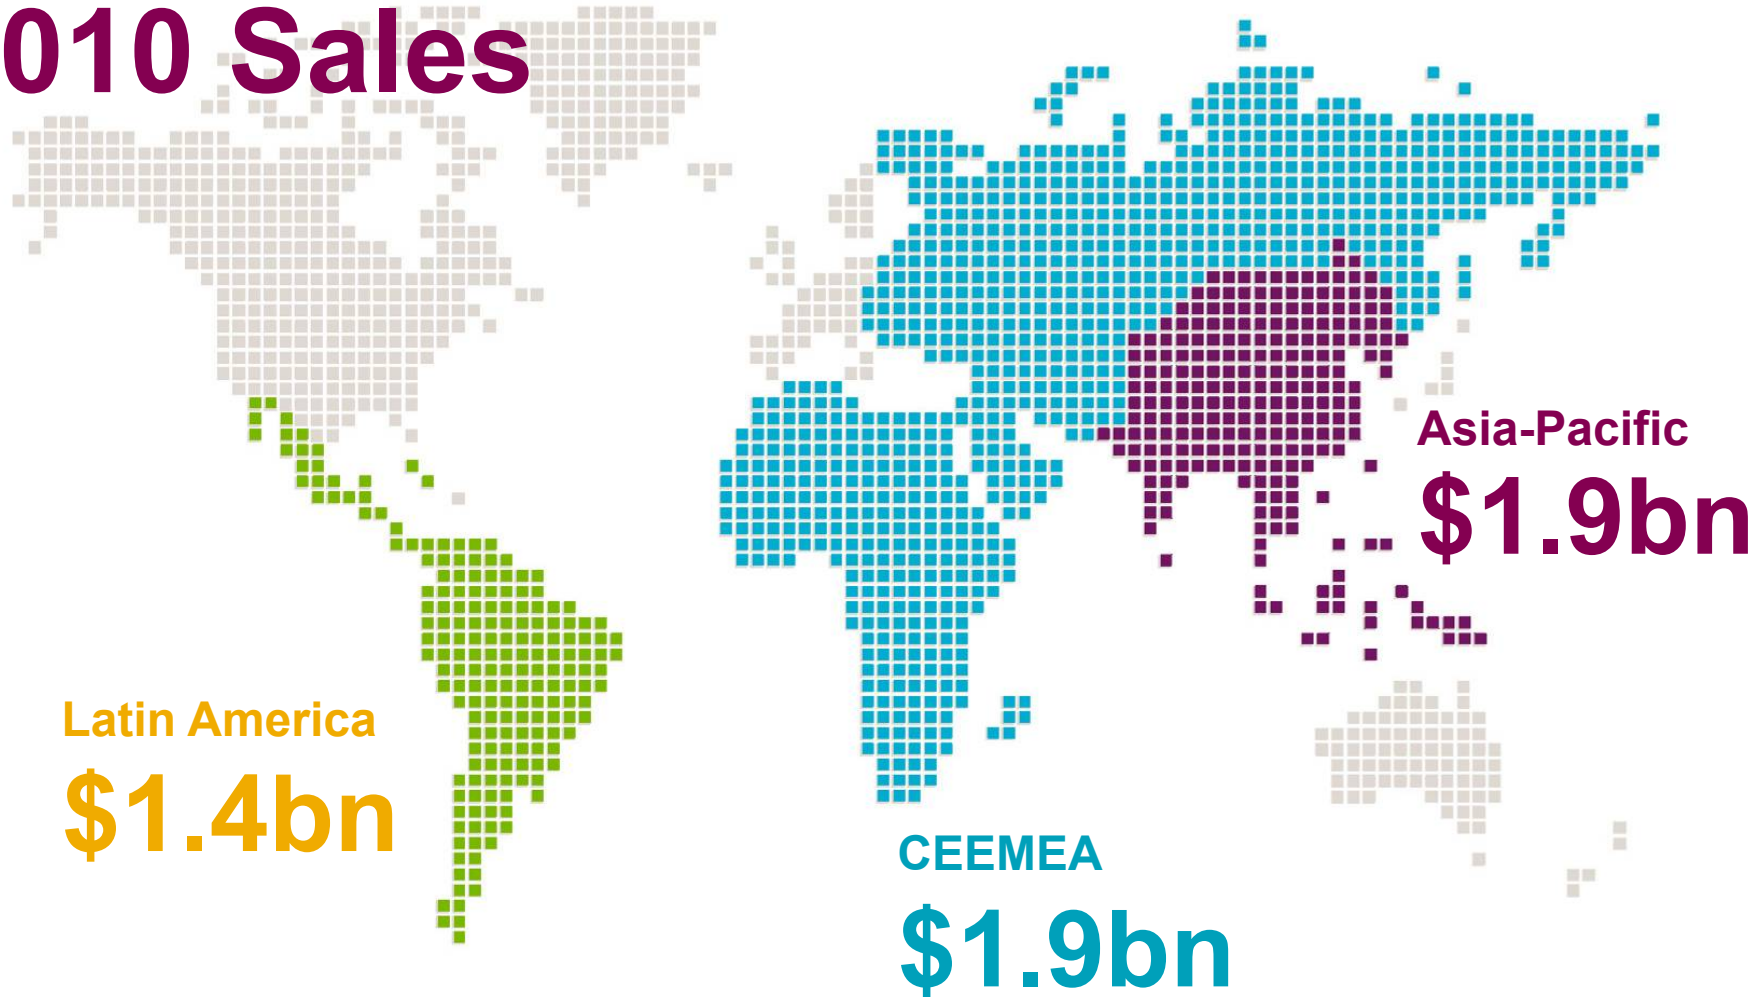 010 Sales
Asia-Pacific
$1.9bn
Latin America
$1.4bn
CEEMEA
$1.9bn